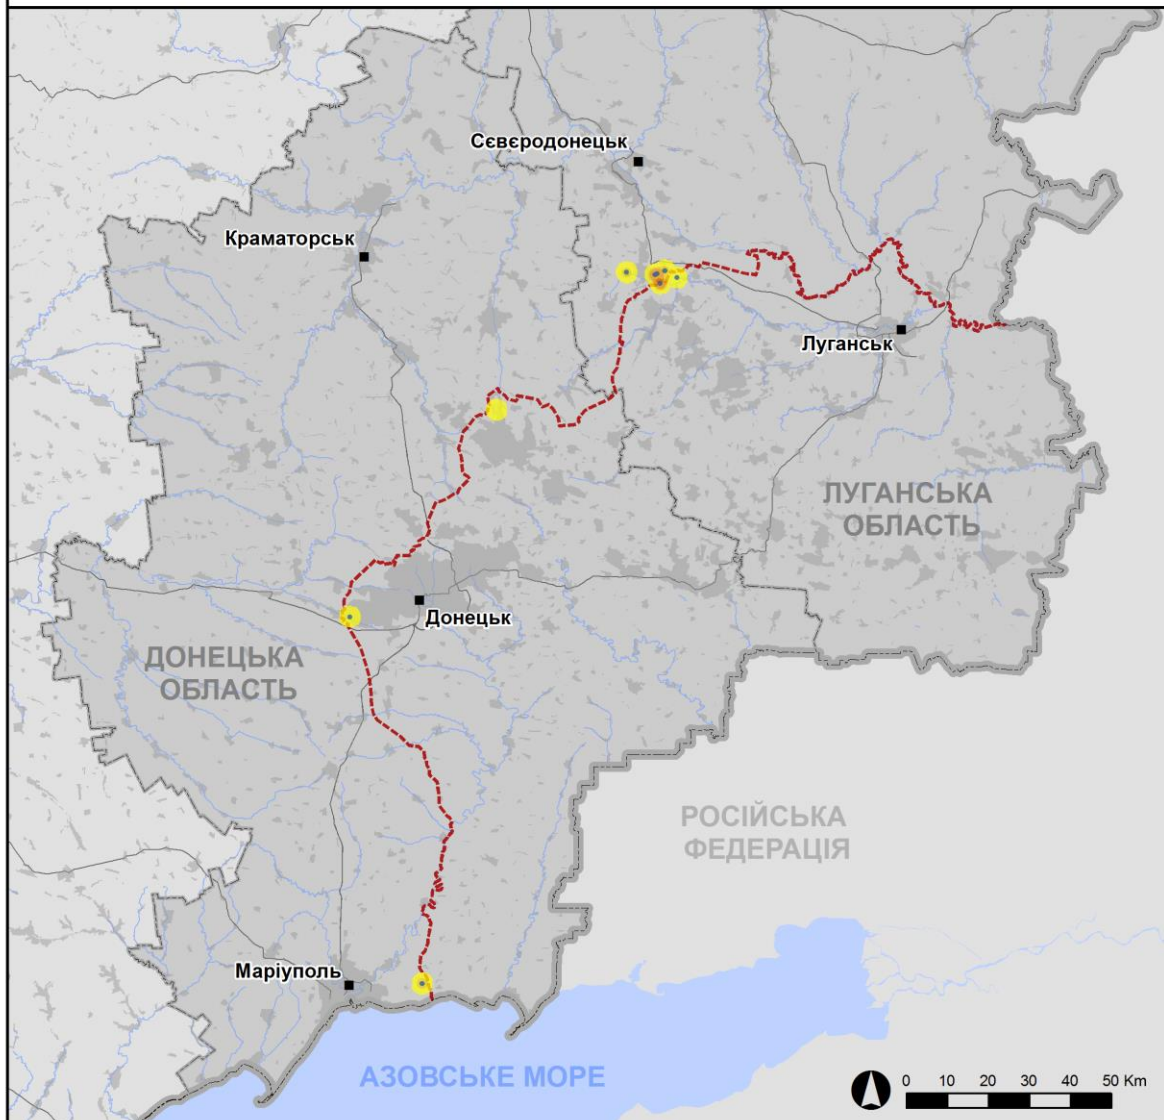 Сєвєродонецьк
Краматорськ
Луганськ
ЛУГАНСЬКА
ОБЛАСТЬ
Донецьк
ДОНЕЦЬКА
ОБЛАСТЬ
РОСІЙСЬКА
ФЕДЕРАЦІЯ
Маріуполь
АЗОВСЬКЕ МОРЕ
0 10 20 30 40 50 Km